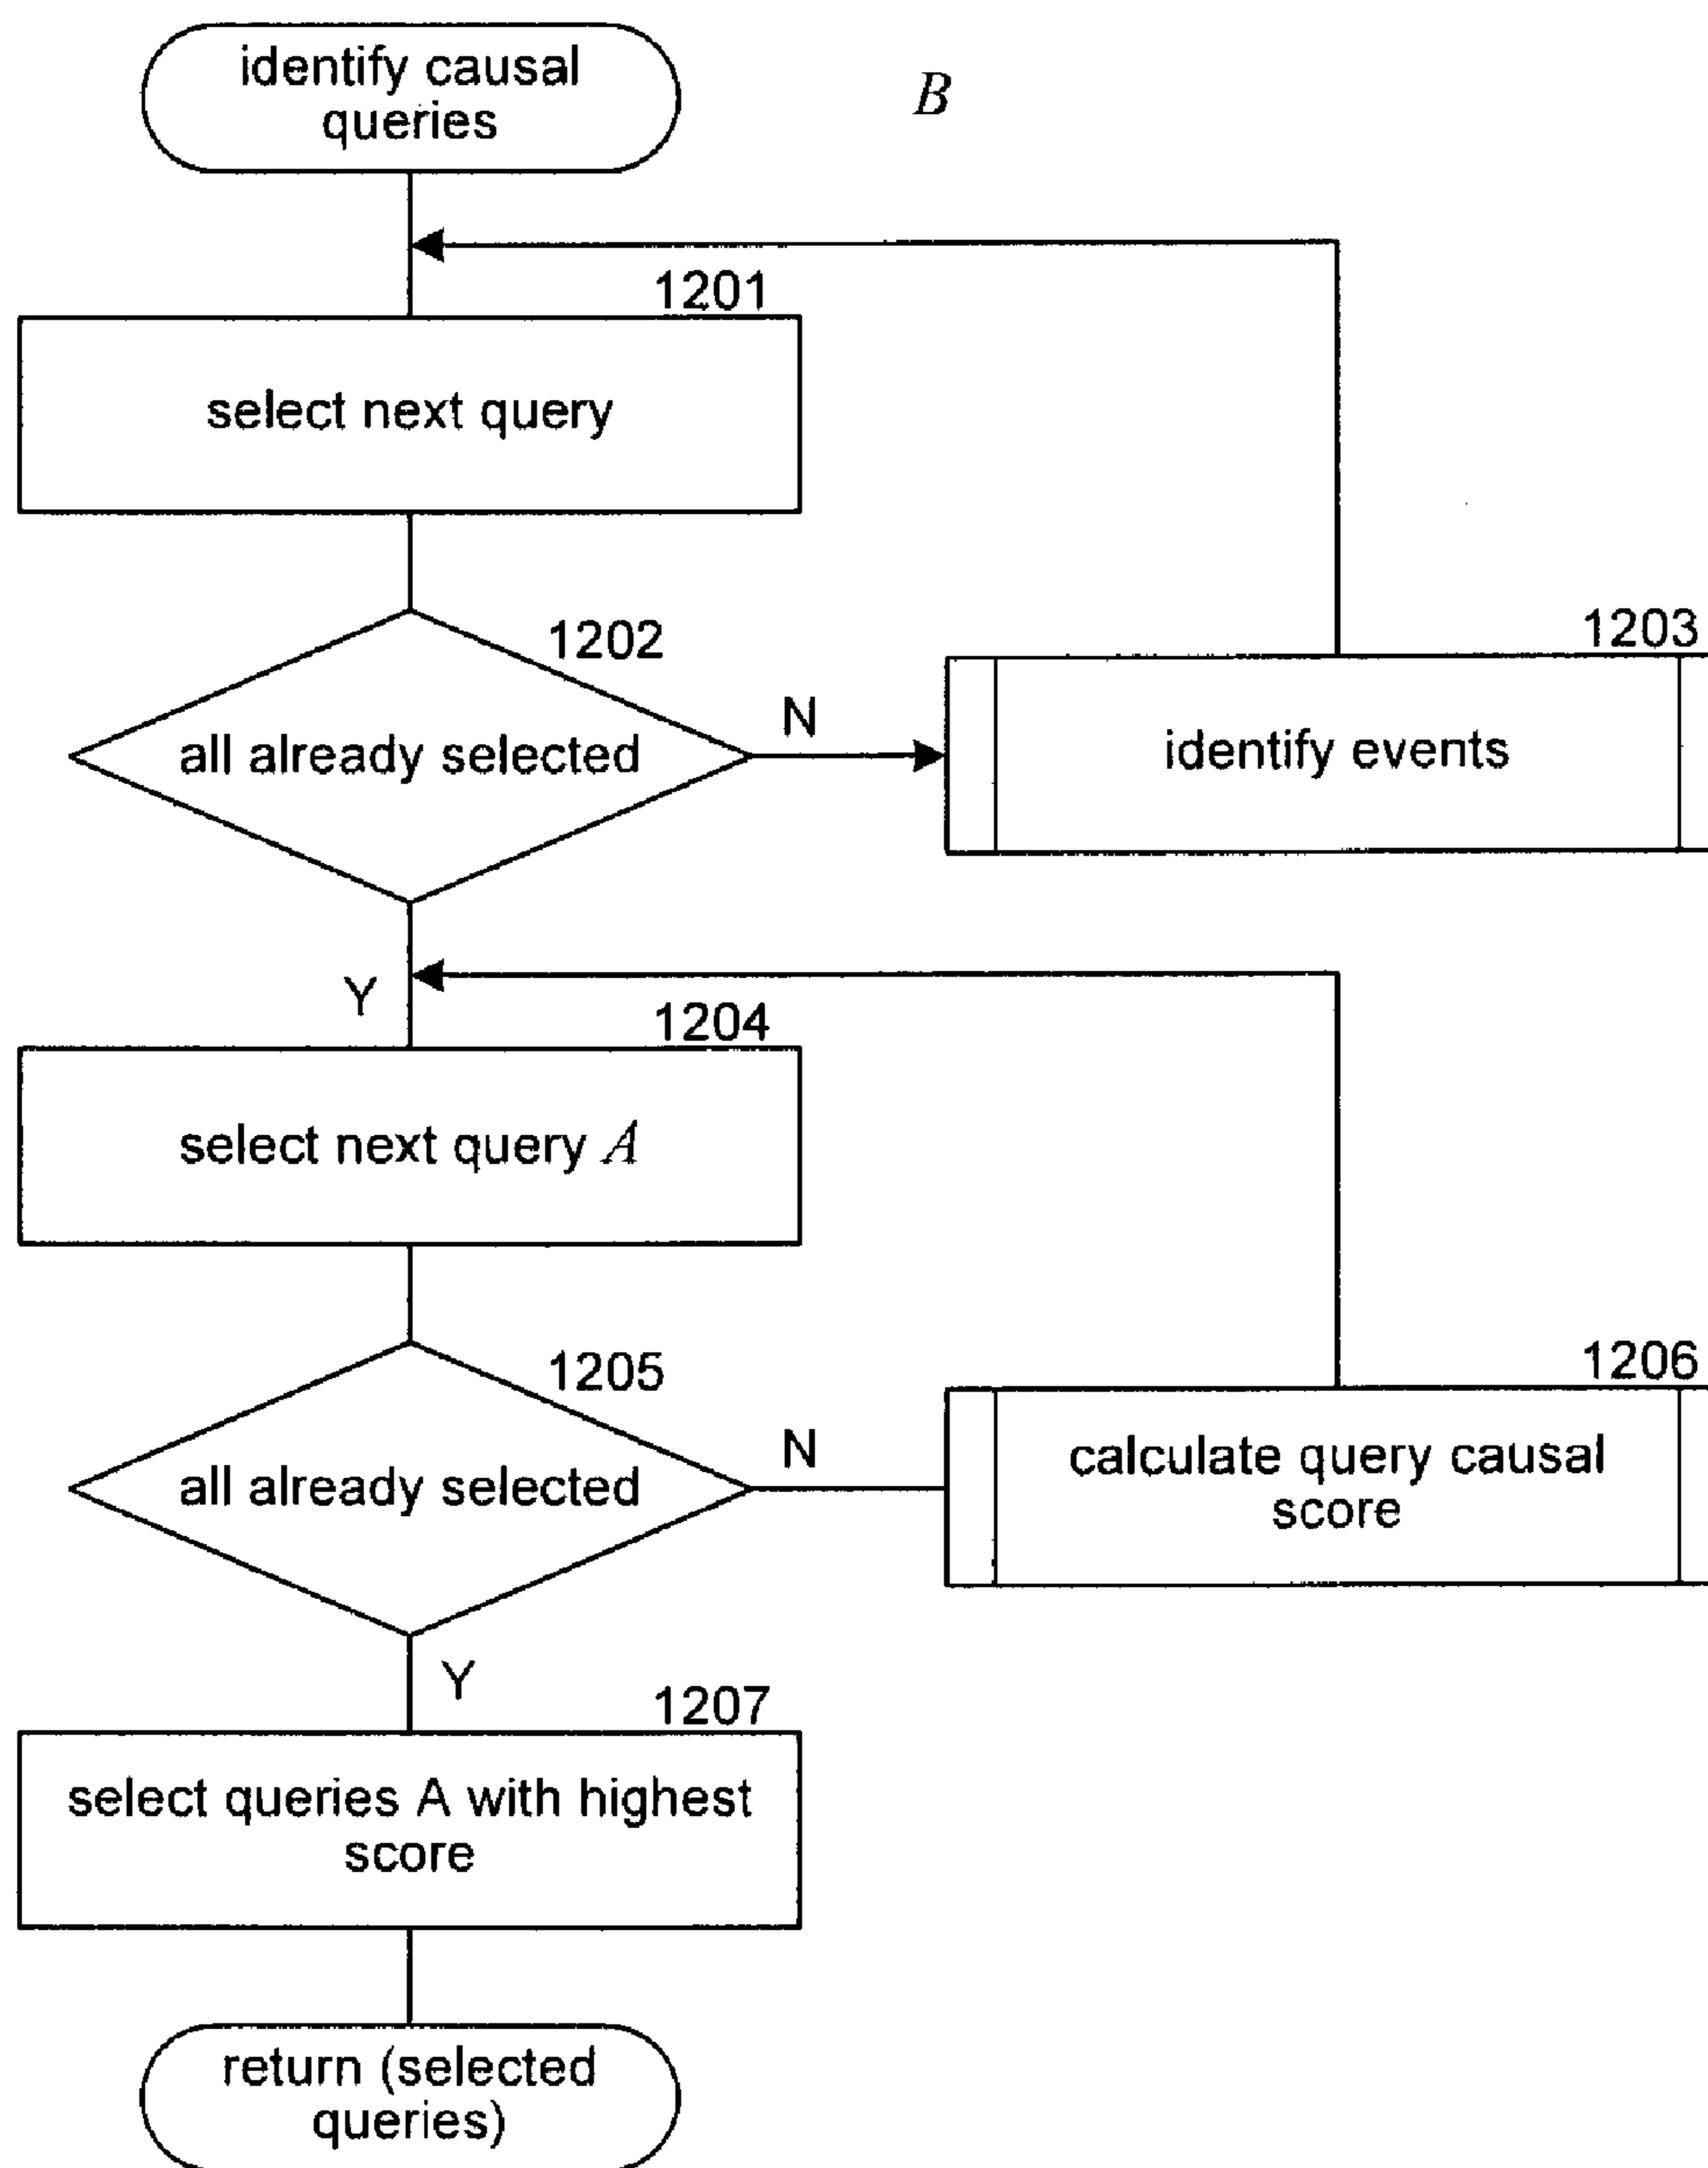 identify causal
queries
B
1201
select next query
1202
all already selected
N
1203
identify events
Y
1204
select next query A
1205
all already selected
N
1206
calculate query causal
score
Y
1207
select queries A with highest
score
return (selected
queries)